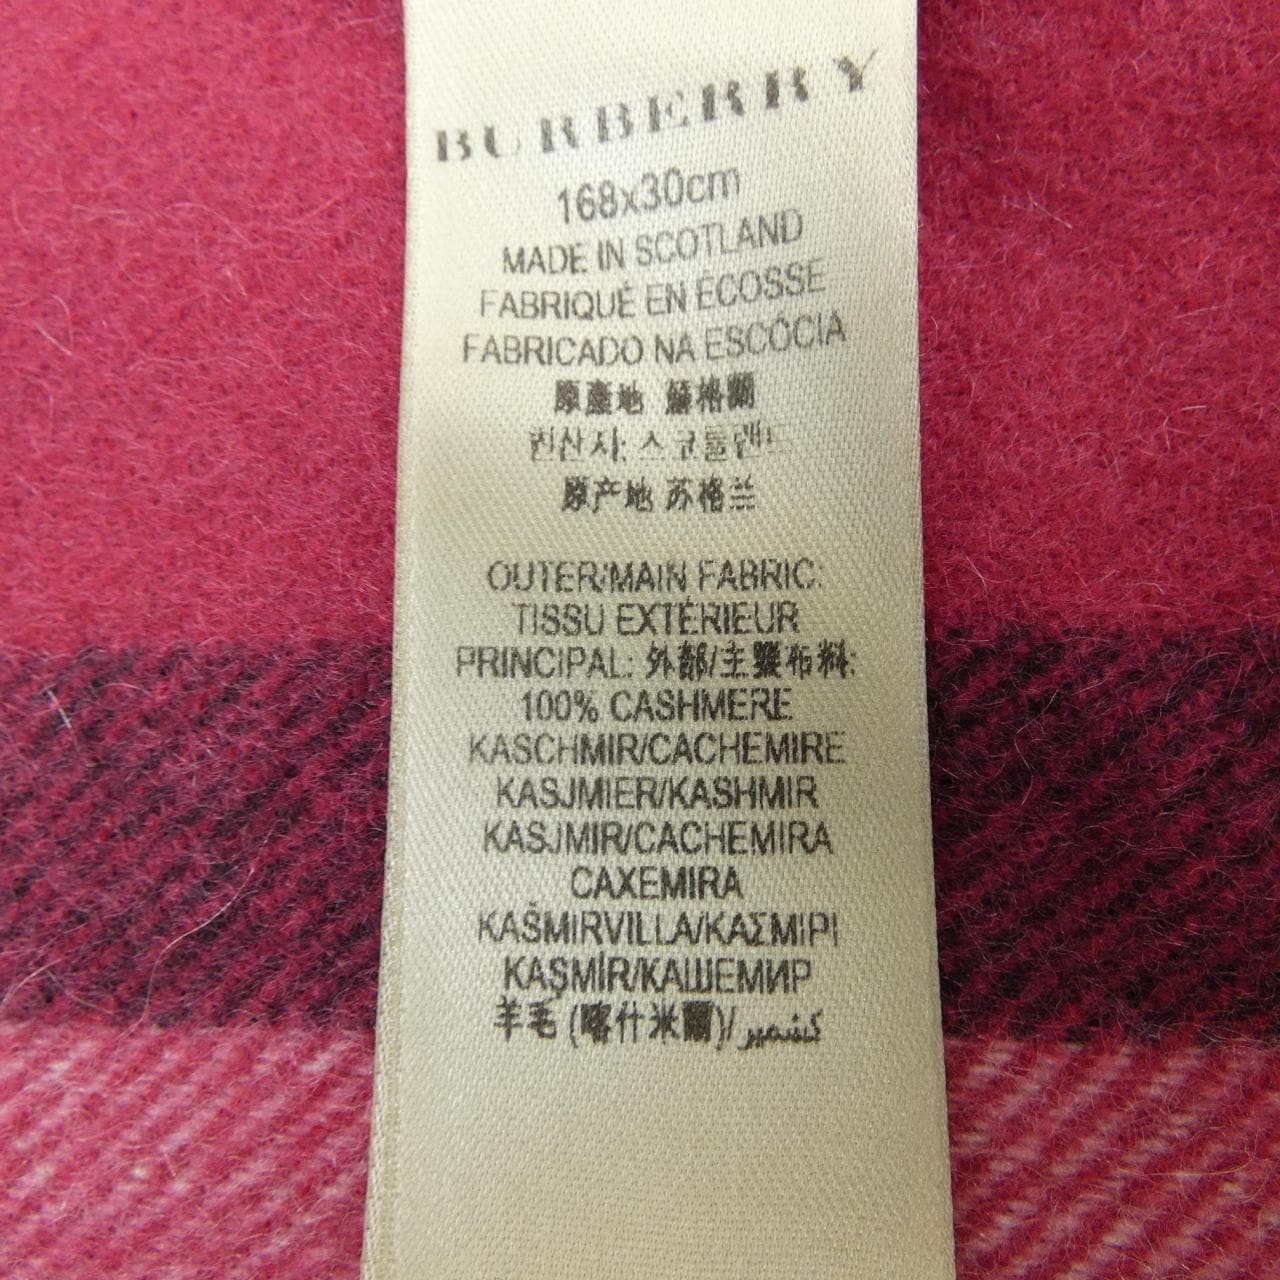 BURBERRY
168x30cm
MADE IN SCOTLAND
FABRIQUÉ EN ÉCOSSE
FABRICADO NA ESCÓCIA
原產地 蘇格蘭
원산지: 스코틀랜드
原产地 苏格兰
OUTER/MAIN FABRIC:
TISSU EXTÉRIEUR
PRINCIPAL: 外部/主要布料:
100% CASHMERE
KASCHMIR/CACHEMIRE
KASJMIER/KASHMIR
KASJMIR/CACHEMIRA
CAXEMIRA
KAŠMIRVILLA/ΚΑΣΜΙΡΙ
KAŞMİR/КАШЕМИР
羊毛 (喀什米爾)/كشمير